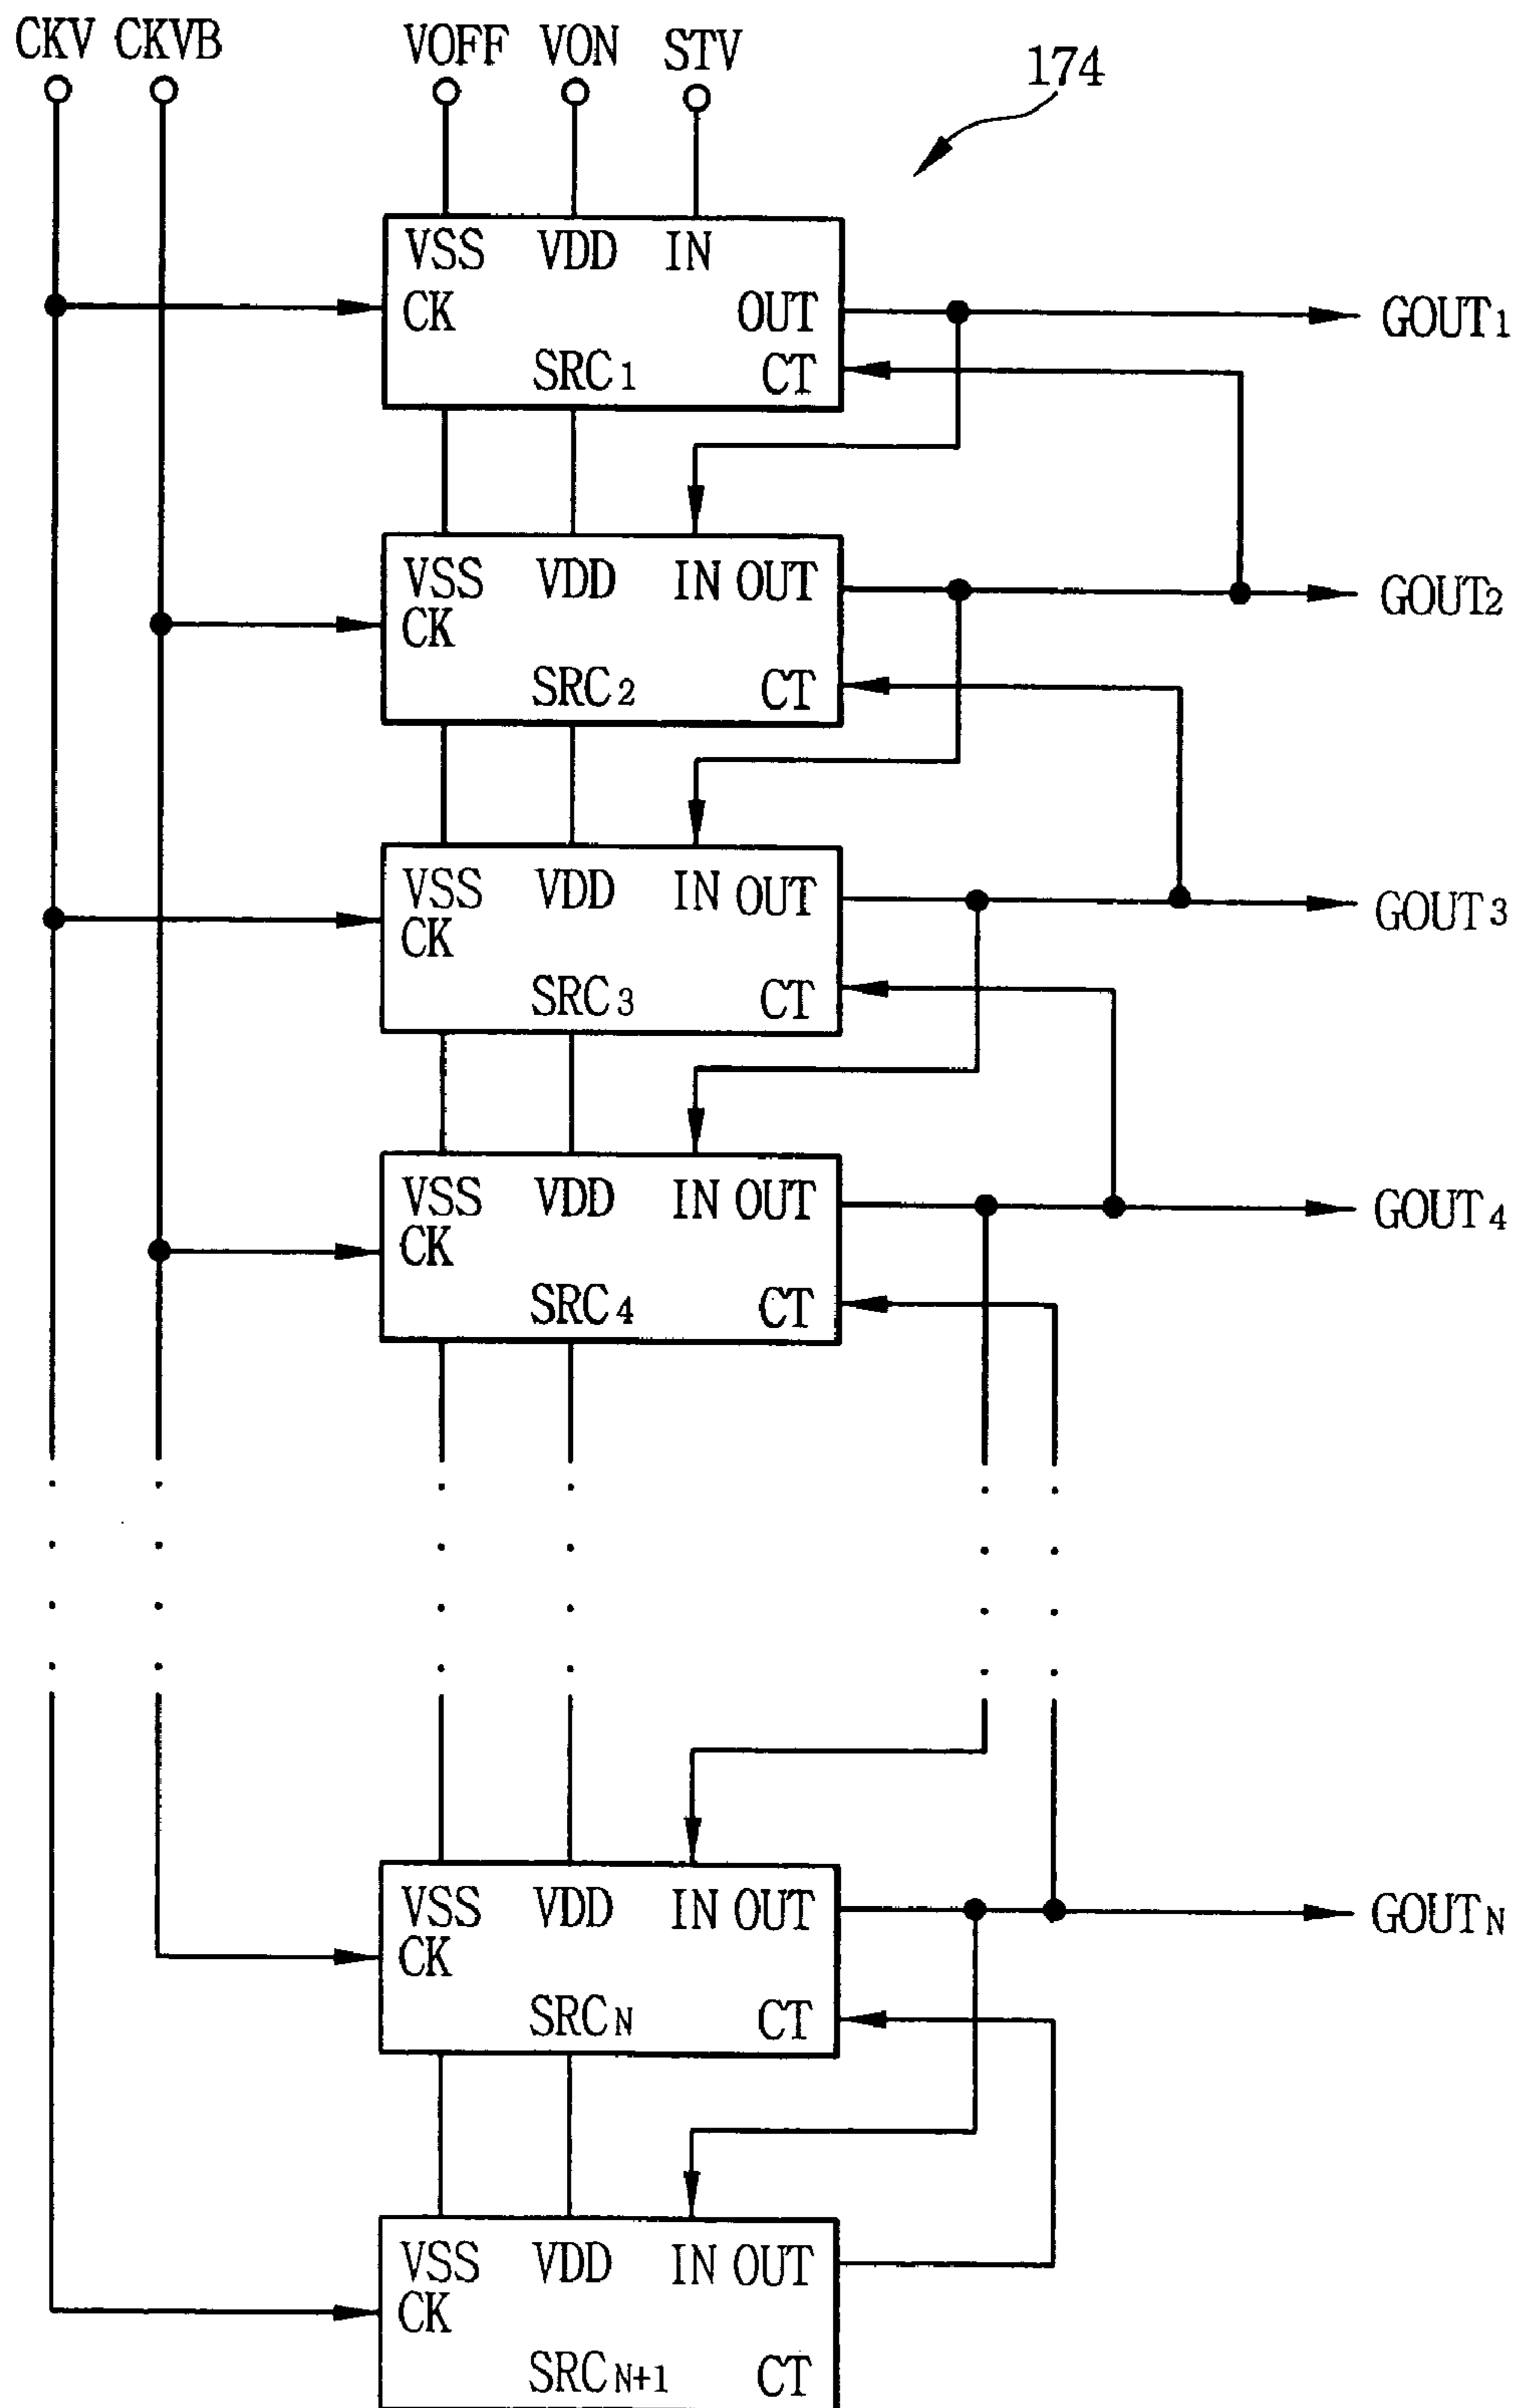 CKV CKVB VOFF VON STV
174
VSS VDD IN
CK OUT
SRC1 CT
GOUT1
VSS VDD IN OUT
CK
SRC2 CT
GOUT2
VSS VDD IN OUT
CK
SRC3 CT
GOUT3
VSS VDD IN OUT
CK
SRC4 CT
GOUT4
VSS VDD IN OUT
CK
SRCN CT
GOUTN
VSS VDD IN OUT
CK
SRCN+1 CT